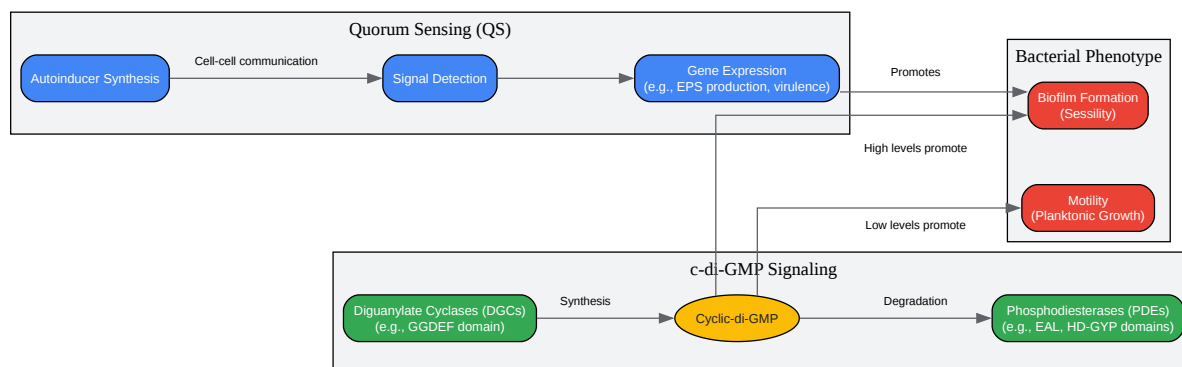 Quorum Sensing (QS)
Autoinducer Synthesis
Cell-cell communication
Signal Detection
Gene Expression
(e.g., EPS production, virulence)
Promotes
Bacterial Phenotype
Biofilm Formation
(Sessility)
High levels promote
Motility
(Planktonic Growth)
Low levels promote
c-di-GMP Signaling
Diguanylate Cyclases (DGCs)
(e.g., GGDEF domain)
Synthesis
Cyclic-di-GMP
Degradation
Phosphodiesterases (PDEs)
(e.g., EAL, HD-GYP domains)